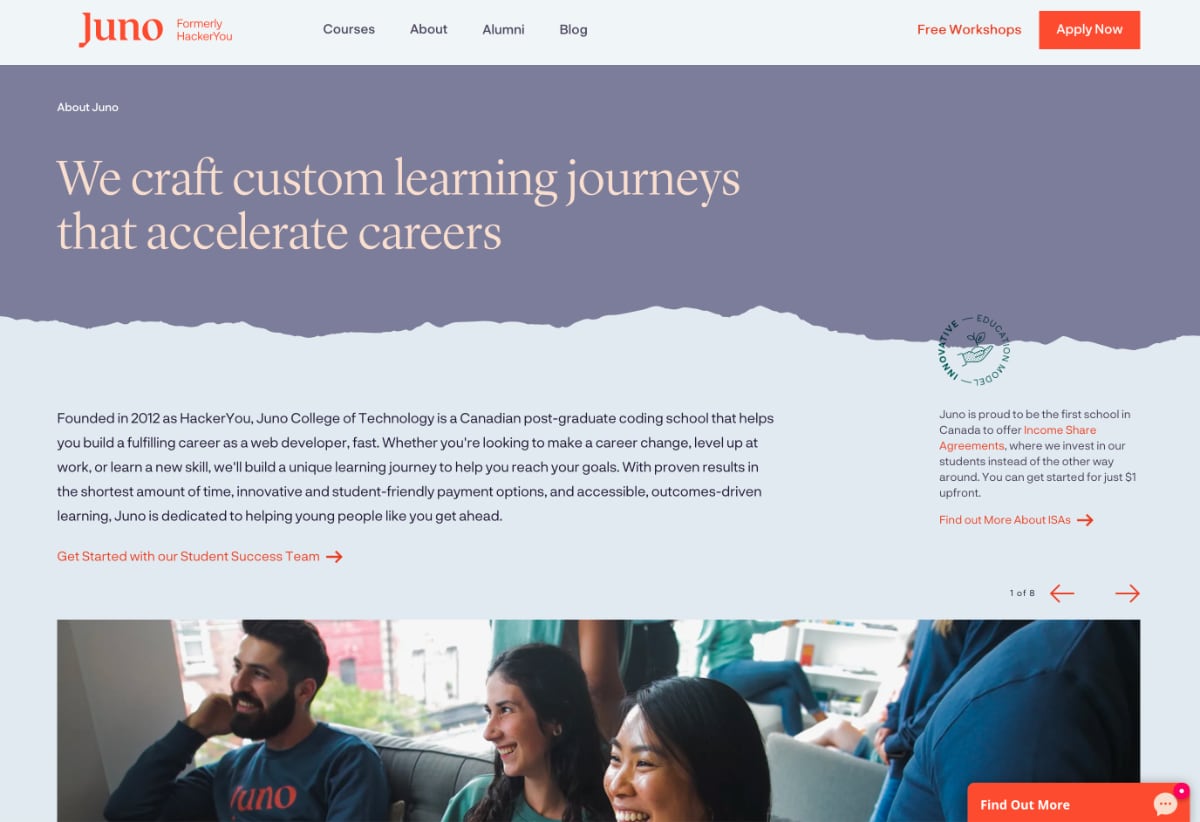 Juno
Formerly
HackerYou
Courses
About
Alumni
Blog
Free Workshops
Apply Now
About Juno
We craft custom learning journeys
that accelerate careers
INNOVATIVE — EDUCATION MODEL —
Founded in 2012 as HackerYou, Juno College of Technology is a Canadian post-graduate coding school that helps
you build a fulfilling career as a web developer, fast. Whether you're looking to make a career change, level up at
work, or learn a new skill, we'll build a unique learning journey to help you reach your goals. With proven results in
the shortest amount of time, innovative and student-friendly payment options, and accessible, outcomes-driven
learning, Juno is dedicated to helping young people like you get ahead.
Get Started with our Student Success Team
Juno is proud to be the first school in
Canada to offer Income Share
Agreements, where we invest in our
students instead of the other way
around. You can get started for just $1
upfront.
Find out More About ISAs
1 of 8
Juno
Find Out More